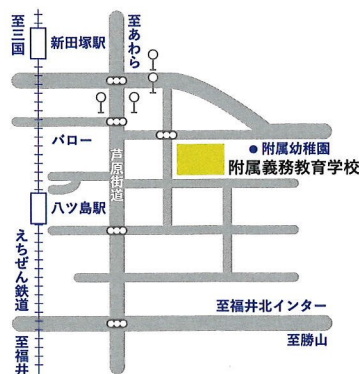 至三国
新田塚駅
至あわら
バロー
芦原街道
附属幼稚園
附属義務教育学校
八ツ島駅
えちぜん鉄道
至福井北インター
至勝山
至福井